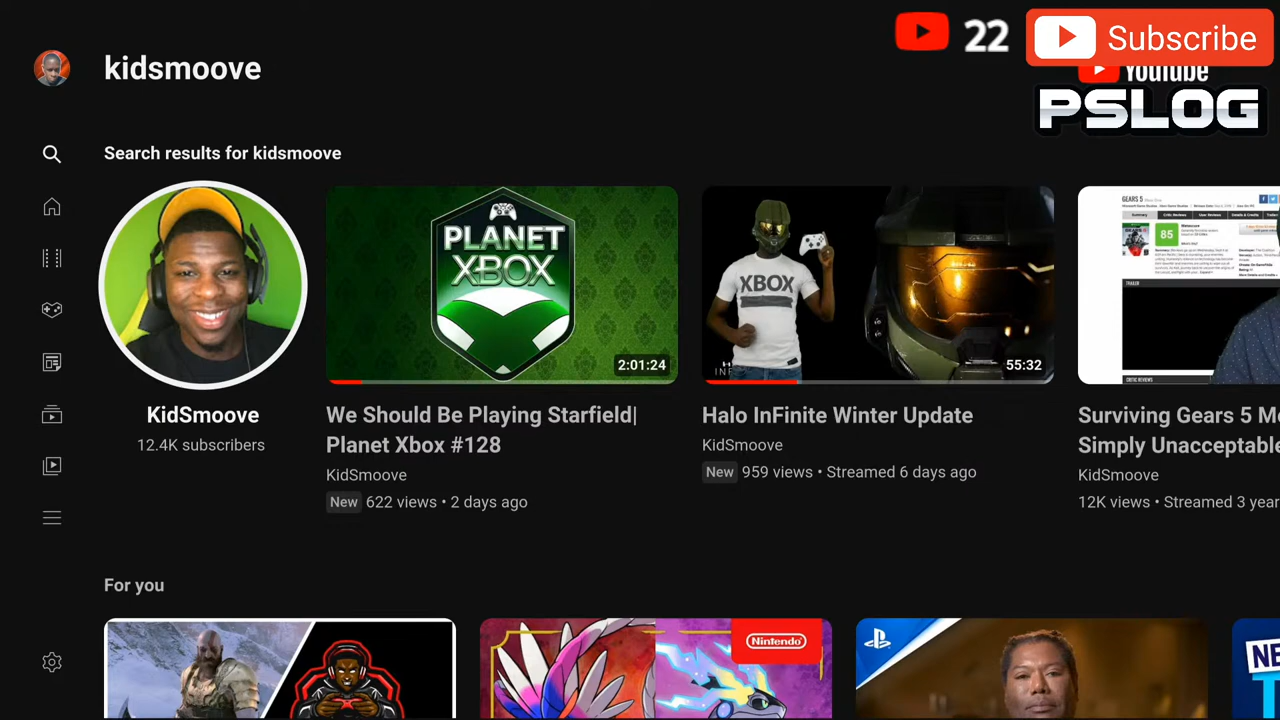 22
Subscribe
kidsmoove
YouTube
PSLOG
Search results for kidsmoove
PLANET
XBOX
2:01:24
XBOX
55:32
GEARS 5
85
TRAILER
KidSmoove
12.4K subscribers
We Should Be Playing Starfield|
Planet Xbox #128
KidSmoove
New 622 views • 2 days ago
Halo InFinite Winter Update
KidSmoove
New 959 views • Streamed 6 days ago
Surviving Gears 5 M
Simply Unacceptable
KidSmoove
12K views • Streamed 3 year
For you
Nintendo
NE